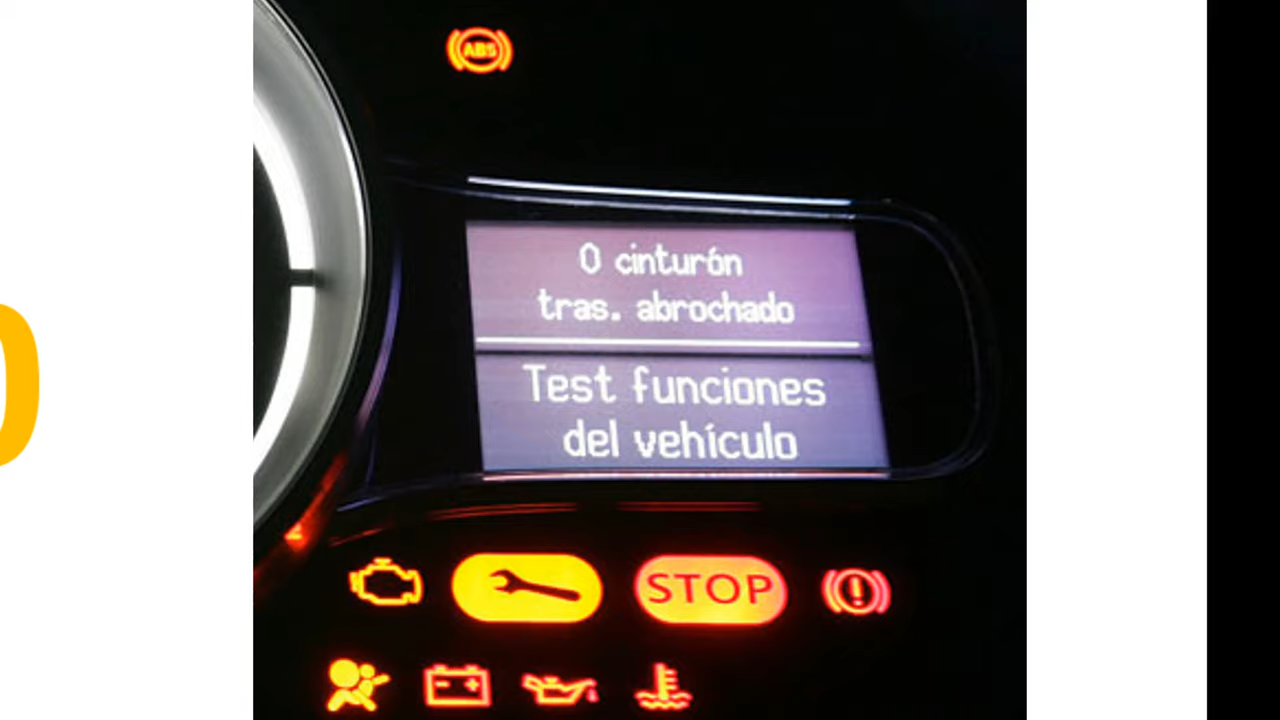 ABS
0 cinturón
tras. abrochado
Test funciones
del vehículo
STOP